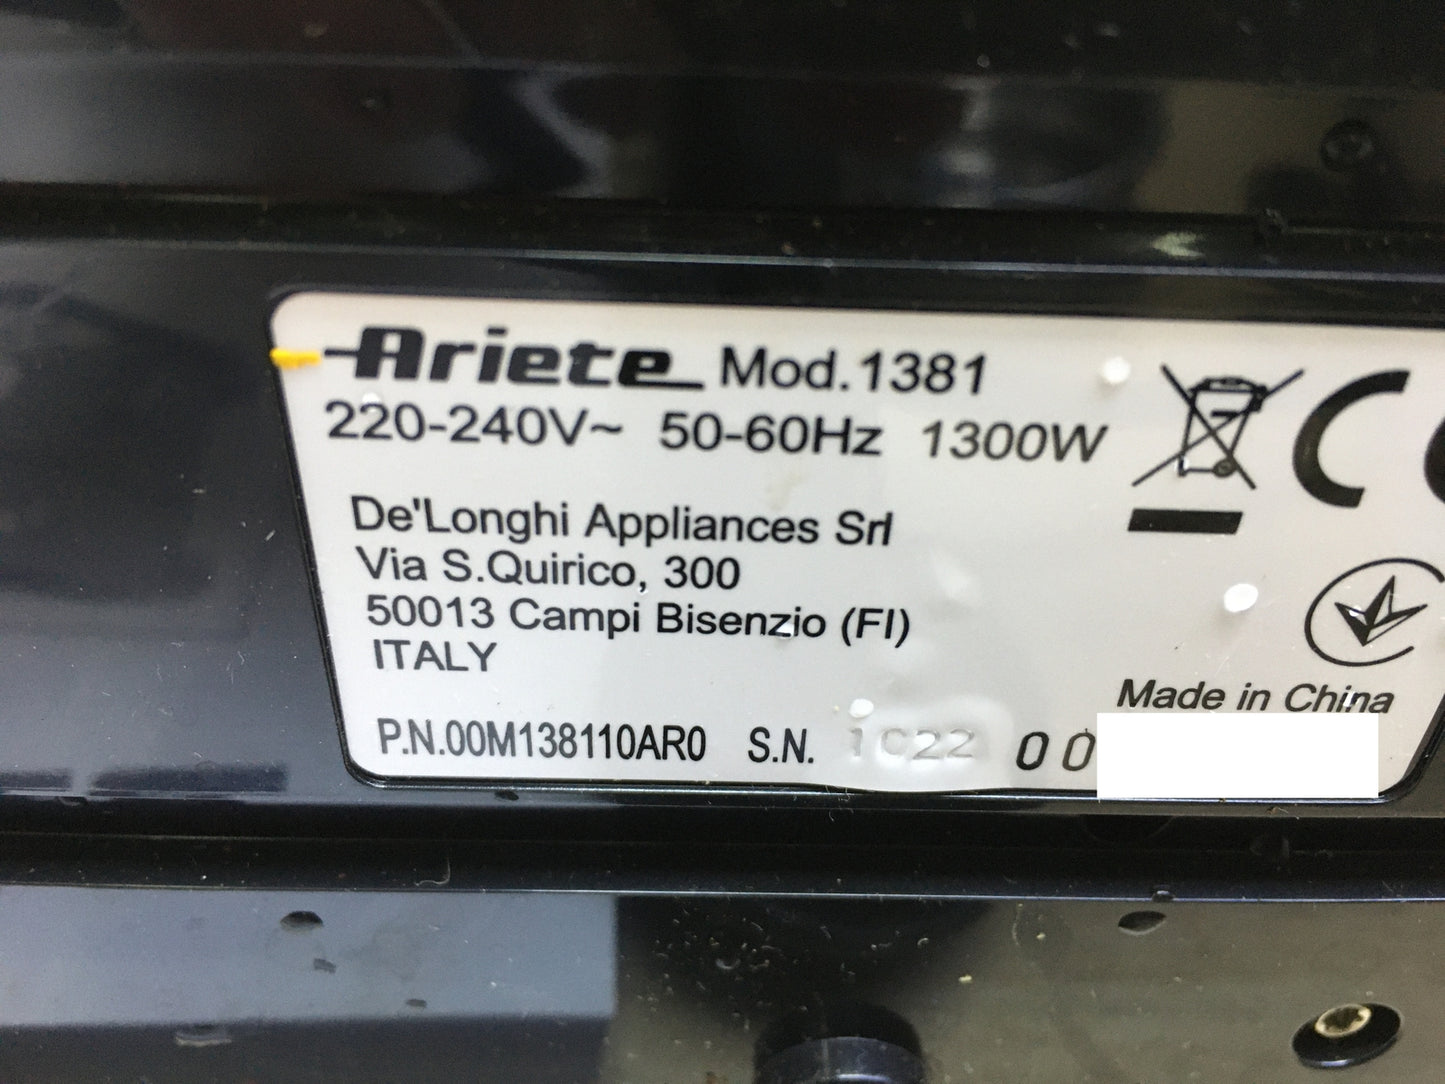 Ariete Mod.1381
220-240V~ 50-60Hz 1300W
De'Longhi Appliances Srl
Via S.Quirico, 300
50013 Campi Bisenzio (FI)
ITALY
Made in China
P.N.00M138110AR0 S.N. 1C22 00
CE